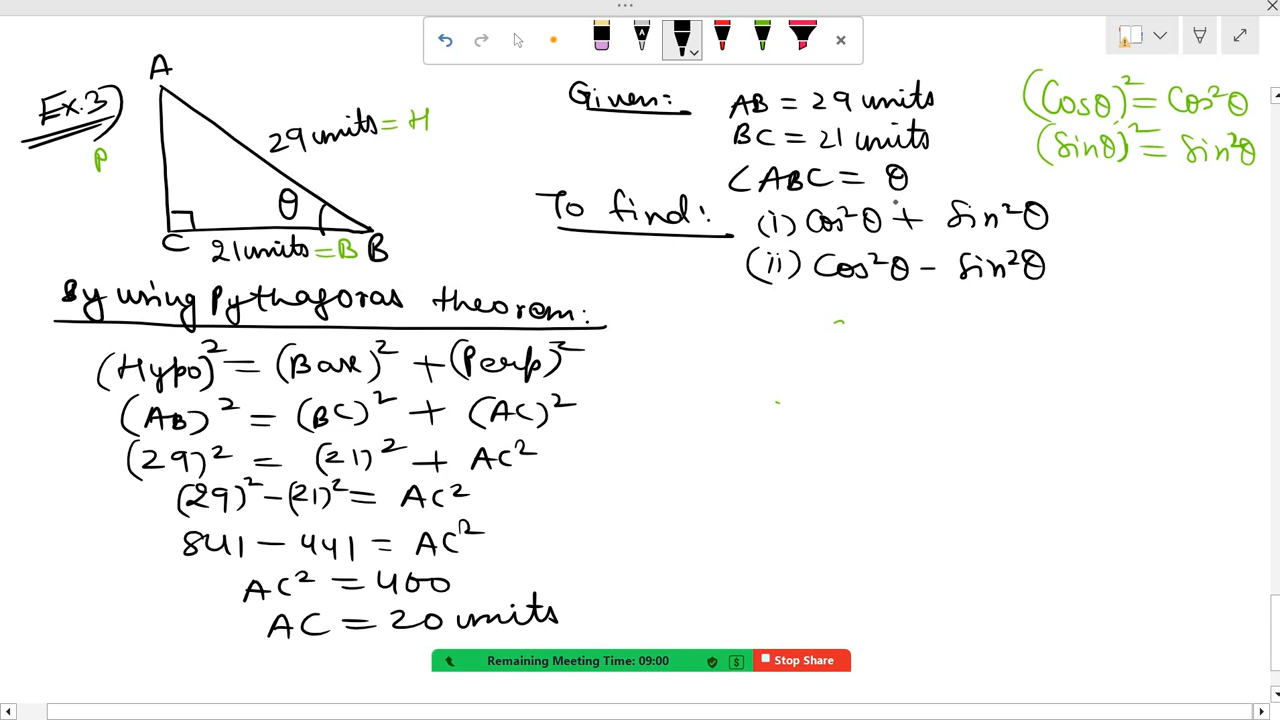 Ex.3)
P
A
29 units = H
θ
C
21 units = B B
Given: AB = 29 units
BC = 21 units
∠ABC = θ
To find: (i) Cos²θ + Sin²θ
(ii) Cos²θ - Sin²θ
(Cosθ)² = Cos²θ
(Sinθ)² = Sin²θ
By using Pythagoras theorem:
(Hypo)² = (Base)² + (Perp)²
(AB)² = (BC)² + (AC)²
(29)² = (21)² + AC²
(29)² - (21)² = AC²
841 - 441 = AC²
AC² = 400
AC = 20 units
Remaining Meeting Time: 09:00
Stop Share